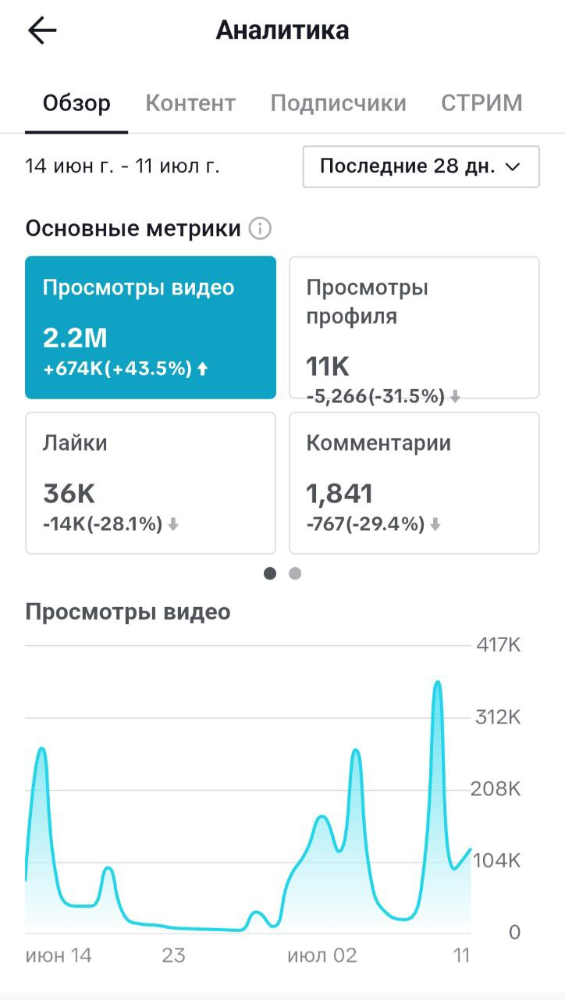 Аналитика
Обзор Контент Подписчики СТРИМ
14 июн г. - 11 июл г. Последние 28 дн.
Основные метрики
Просмотры видео
2.2M
+674K(+43.5%)
Просмотры
профиля
11K
-5,266(-31.5%)
Лайки
36K
-14K(-28.1%)
Комментарии
1,841
-767(-29.4%)
Просмотры видео
417K
312K
208K
104K
0
июн 14 23 июл 02 11